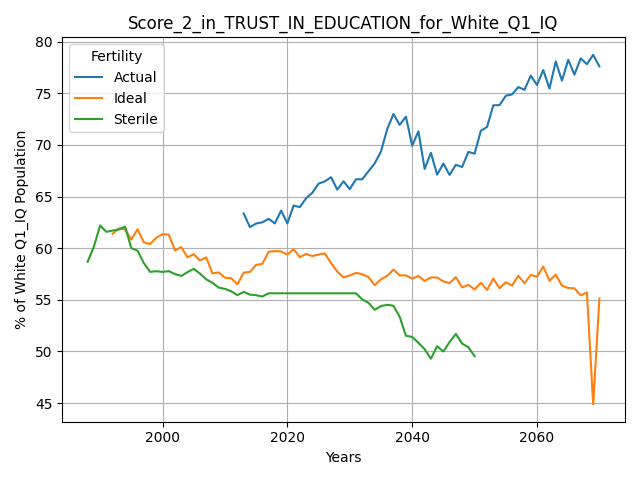 Score_2_in_TRUST_IN_EDUCATION_for_White_Q1_IQ
Fertility
Actual
Ideal
Sterile
% of White Q1_IQ Population
80
75
70
65
60
55
50
45
2000
2020
2040
2060
Years